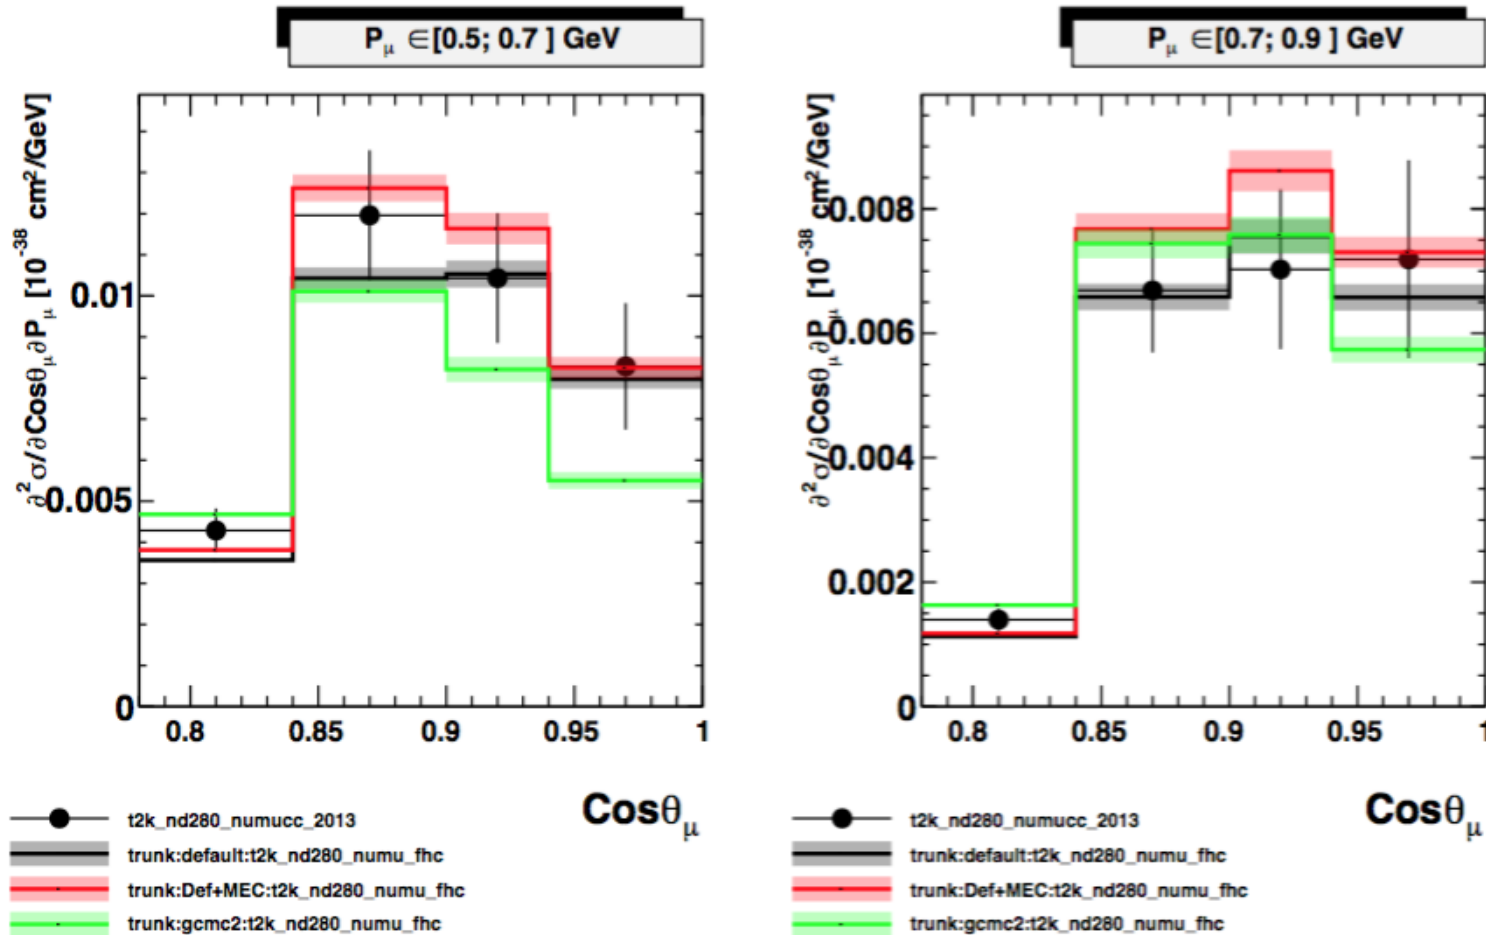 P_μ ∈[0.5; 0.7 ] GeV
∂²σ/∂Cosθ_μ ∂P_μ [10⁻³⁸ cm²/GeV]
0.01
0.005
0
0.8 0.85 0.9 0.95 1
Cosθ_μ
t2k_nd280_numucc_2013
trunk:default:t2k_nd280_numu_fhc
trunk:Def+MEC:t2k_nd280_numu_fhc
trunk:gcmc2:t2k_nd280_numu_fhc
P_μ ∈[0.7; 0.9 ] GeV
∂²σ/∂Cosθ_μ ∂P_μ [10⁻³⁸ cm²/GeV]
0.008
0.006
0.004
0.002
0
0.8 0.85 0.9 0.95 1
Cosθ_μ
t2k_nd280_numucc_2013
trunk:default:t2k_nd280_numu_fhc
trunk:Def+MEC:t2k_nd280_numu_fhc
trunk:gcmc2:t2k_nd280_numu_fhc